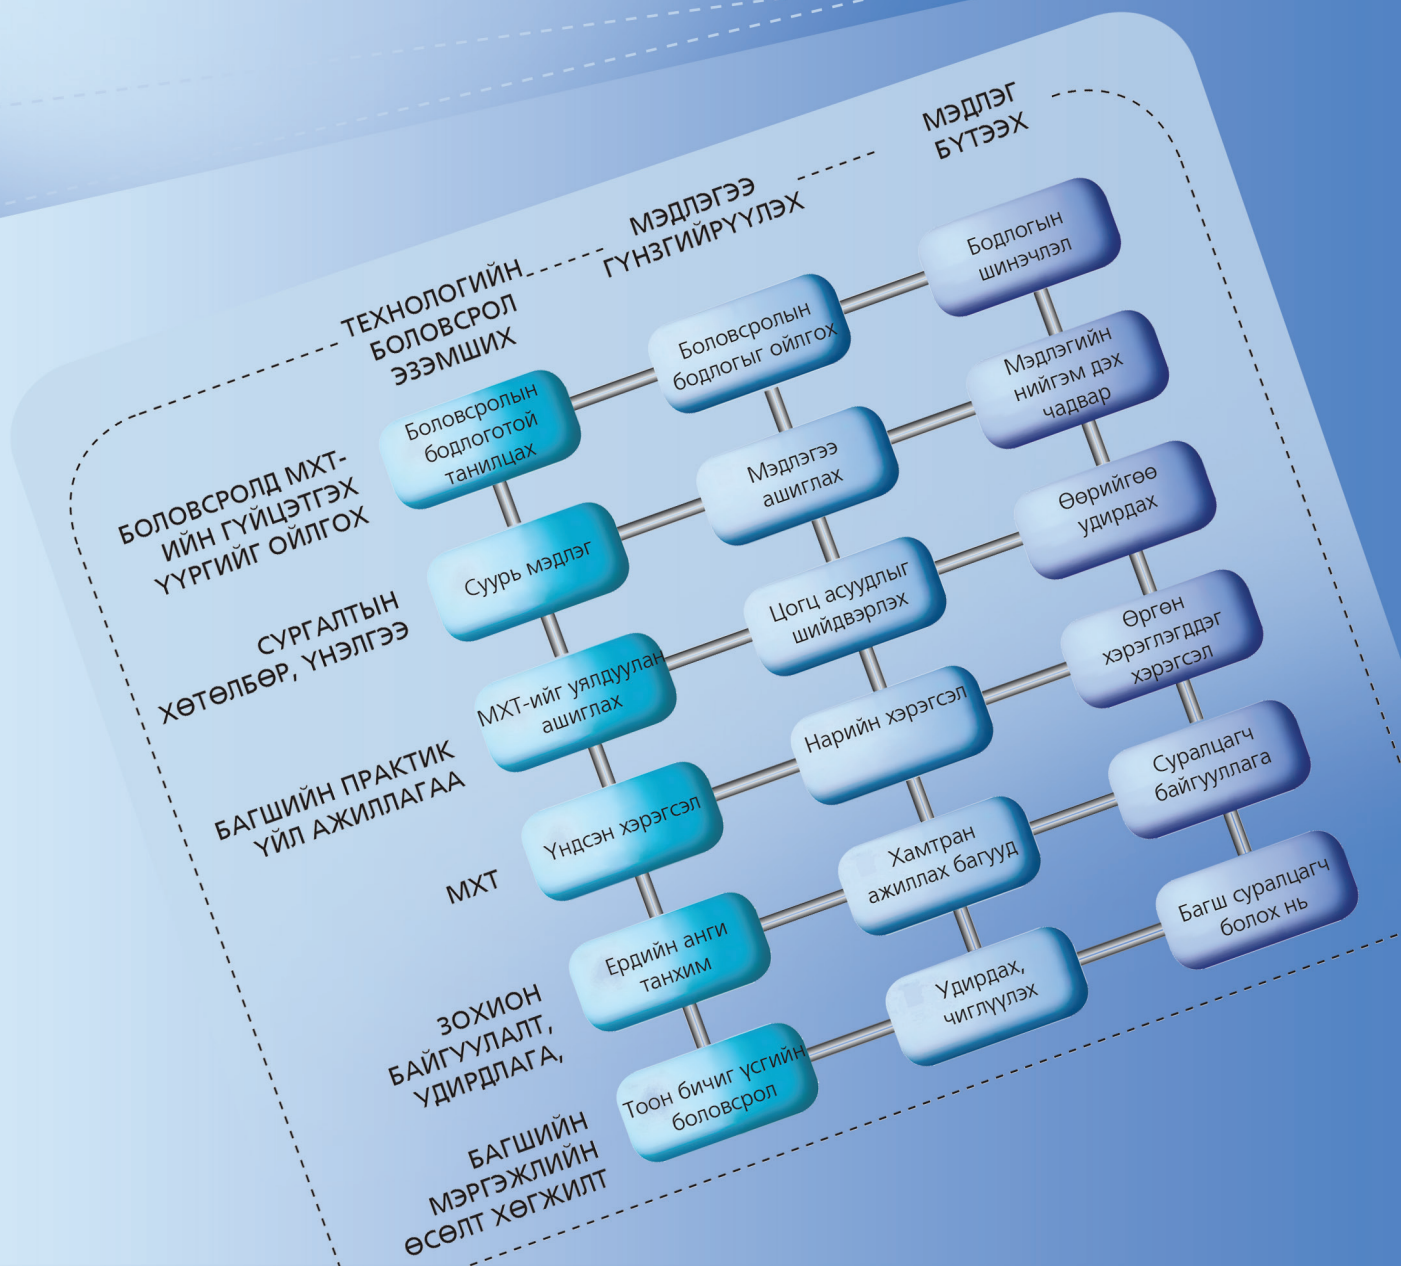 ТЕХНОЛОГИЙН
БОЛОВСРОЛ
ЭЗЭМШИХ
МЭДЛЭГЭЭ
ГҮНЗГИЙРҮҮЛЭХ
МЭДЛЭГ
БҮТЭЭХ
БОЛОВСРОЛД МХТ-
ИЙН ГҮЙЦЭТГЭХ
ҮҮРГИЙГ ОЙЛГОХ
Боловсролын
бодлоготой
танилцах
Боловсролын
бодлогыг ойлгох
Бодлогын
шинэчлэл
СУРГАЛТЫН
ХӨТӨЛБӨР, ҮНЭЛГЭЭ
Суурь мэдлэг
Мэдлэгээ
ашиглах
Мэдлэгийн
нийгэм дэх
чадвар
БАГШИЙН ПРАКТИК
ҮЙЛ АЖИЛЛАГАА
МХТ-ийг уялдуулан
ашиглах
Цогц асуудлыг
шийдвэрлэх
Өөрийгөө
удирдах
МХТ
Үндсэн хэрэгсэл
Нарийн хэрэгсэл
Өргөн
хэрэглэгддэг
хэрэгсэл
ЗОХИОН
БАЙГУУЛАЛТ,
УДИРДЛАГА,
Ердийн анги
танхим
Хамтран
ажиллах багууд
Суралцагч
байгууллага
БАГШИЙН
МЭРГЭЖЛИЙН
ӨСӨЛТ ХӨГЖИЛТ
Тоон бичиг үсгийн
боловсрол
Удирдах,
чиглүүлэх
Багш суралцагч
болох нь